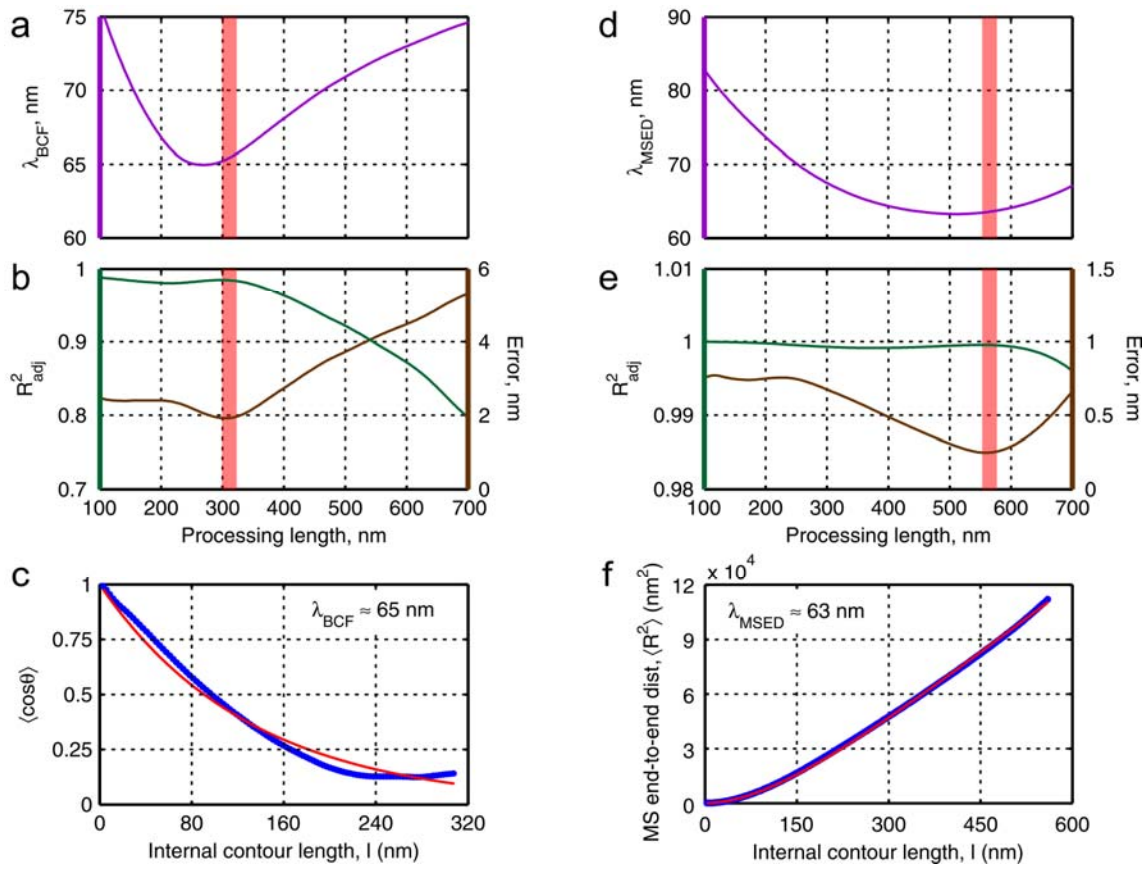 a
75
70
65
60
λBCF, nm
b
1
0.9
0.8
0.7
R²adj
6
4
2
0
Error, nm
100 200 300 400 500 600 700
Processing length, nm
c
1
0.75
0.5
0.25
0
⟨cosθ⟩
λBCF ≈ 65 nm
0 80 160 240 320
Internal contour length, l (nm)
d
90
80
70
60
λMSED, nm
e
1.01
1
0.99
0.98
R²adj
1.5
1
0.5
0
Error, nm
100 200 300 400 500 600 700
Processing length, nm
f
x 10⁴
12
9
6
3
0
MS end-to-end dist, ⟨R²⟩ (nm²)
λMSED ≈ 63 nm
0 150 300 450 600
Internal contour length, l (nm)